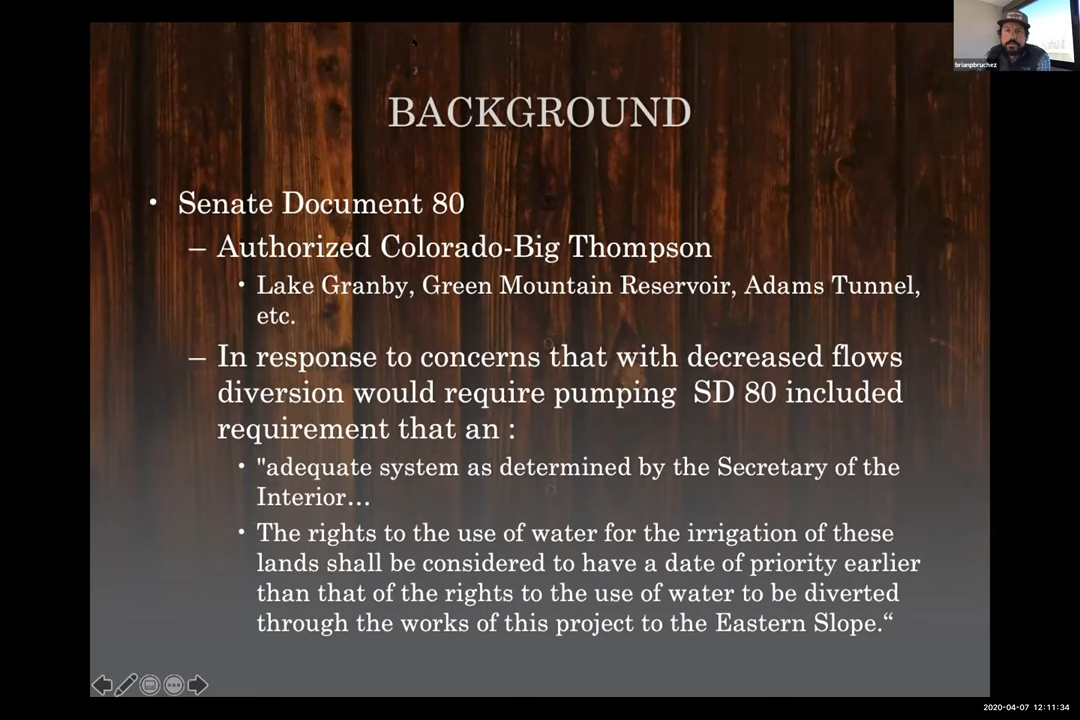 brianpbruchez
BACKGROUND
• Senate Document 80
– Authorized Colorado-Big Thompson
• Lake Granby, Green Mountain Reservoir, Adams Tunnel,
etc.
– In response to concerns that with decreased flows
diversion would require pumping  SD 80 included
requirement that an :
• "adequate system as determined by the Secretary of the
Interior…
• The rights to the use of water for the irrigation of these
lands shall be considered to have a date of priority earlier
than that of the rights to the use of water to be diverted
through the works of this project to the Eastern Slope.“
2020-04-07 12:11:34